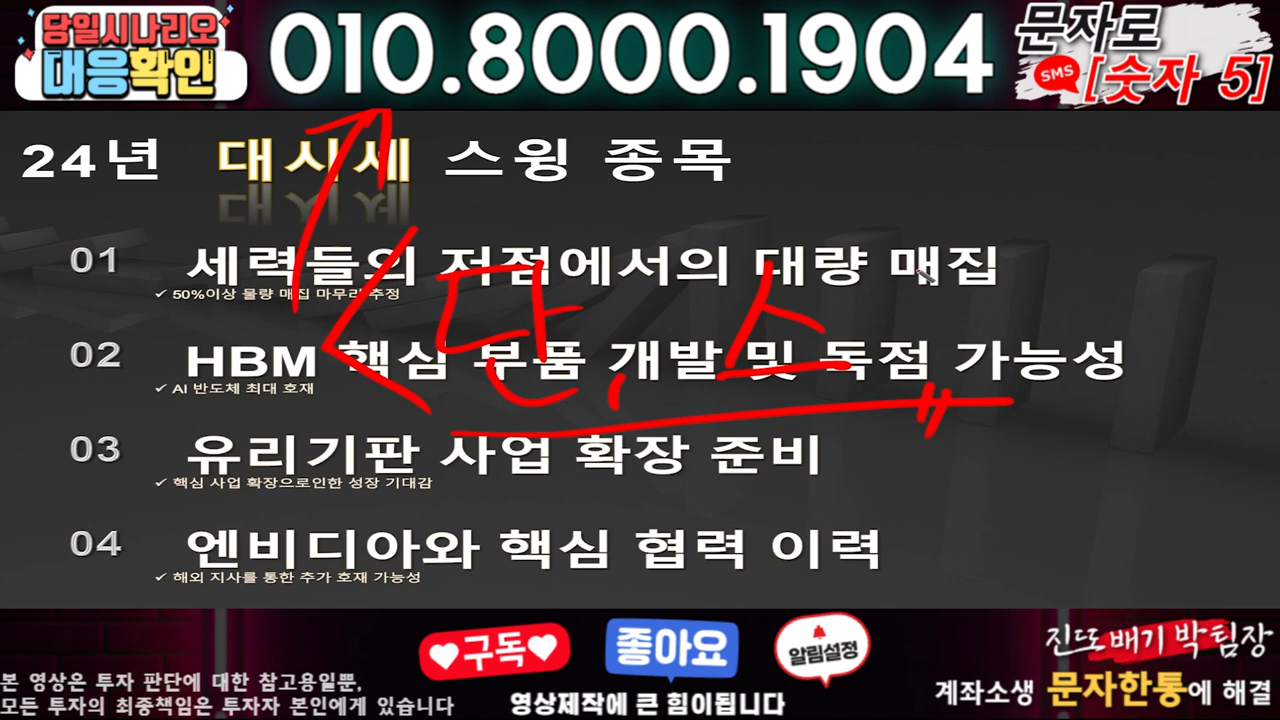 당일시나리오
대응확인
010.8000.1904
문자로
SMS [숫자 5]
24년 대시세 스윙 종목
01 세력들의 저점에서의 대량 매집
✓ 50%이상 물량 매집 마무리 추정
02 HBM 핵심 부품 개발 및 독점 가능성
✓ AI 반도체 최대 호재
단, 스
03 유리기판 사업 확장 준비
✓ 핵심 사업 확장으로인한 성장 기대감
04 엔비디아와 핵심 협력 이력
✓ 해외 지사를 통한 추가 호재 가능성
구독 좋아요 알림설정
영상제작에 큰 힘이됩니다
본 영상은 투자 판단에 대한 참고용일뿐,
모든 투자의 최종책임은 투자자 본인에게 있습니다
진또배기 박팀장
계좌소생 문자한통에 해결